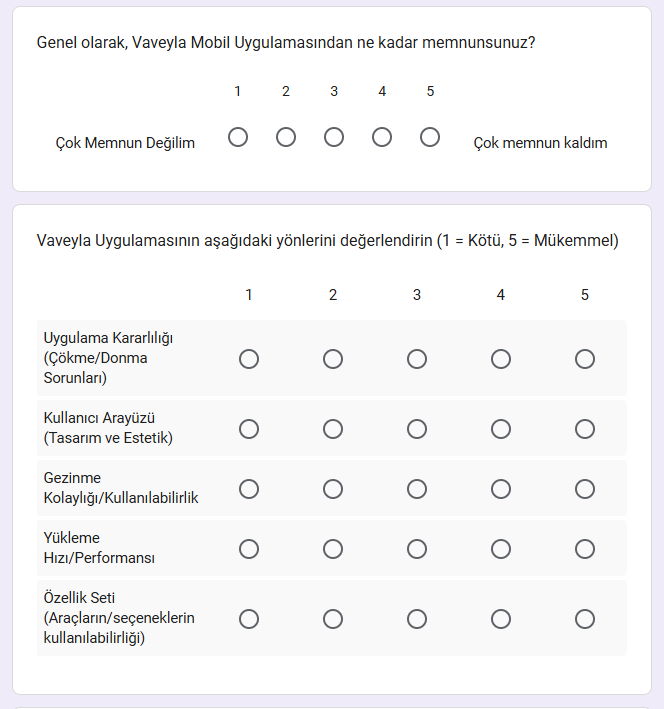 Genel olarak, Vaveyla Mobil Uygulamasından ne kadar memnunsunuz?
1 2 3 4 5
Çok Memnun Değilim Çok memnun kaldım
Vaveyla Uygulamasının aşağıdaki yönlerini değerlendirin (1 = Kötü, 5 = Mükemmel)
1 2 3 4 5
Uygulama Kararlılığı
(Çökme/Donma
Sorunları)
Kullanıcı Arayüzü
(Tasarım ve Estetik)
Gezinme
Kolaylığı/Kullanılabilirlik
Yükleme
Hızı/Performansı
Özellik Seti
(Araçların/seçeneklerin
kullanılabilirliği)